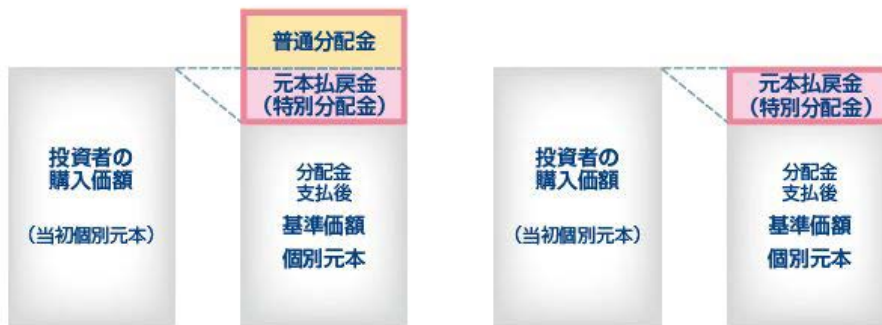 普通分配金
元本払戻金
(特別分配金)
投資者の
購入価額
(当初個別元本)
分配金
支払後
基準価額
個別元本
元本払戻金
(特別分配金)
投資者の
購入価額
(当初個別元本)
分配金
支払後
基準価額
個別元本